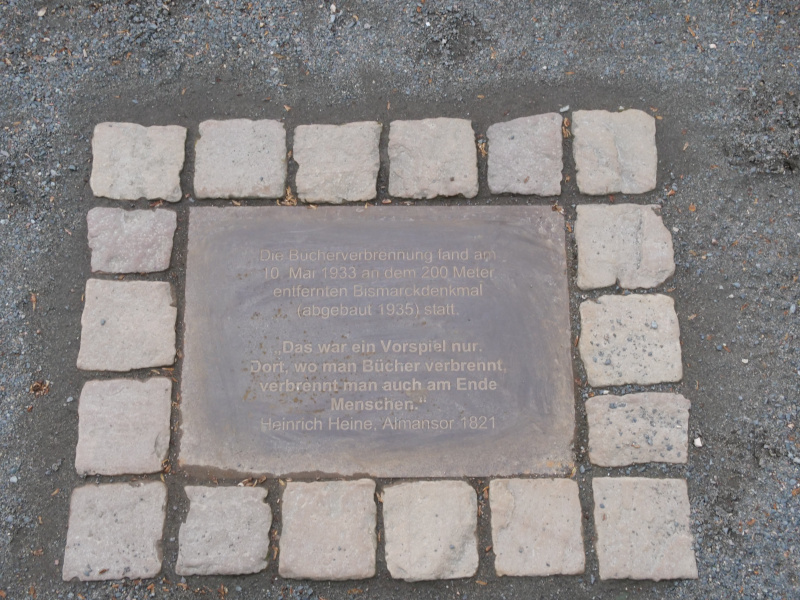 Die Bücherverbrennung fand am
10. Mai 1933 an dem 200 Meter
entfernten Bismarckdenkmal
(abgebaut 1935) statt.
„Das war ein Vorspiel nur.
Dort, wo man Bücher verbrennt,
verbrennt man auch am Ende
Menschen.“
Heinrich Heine, Almansor 1821